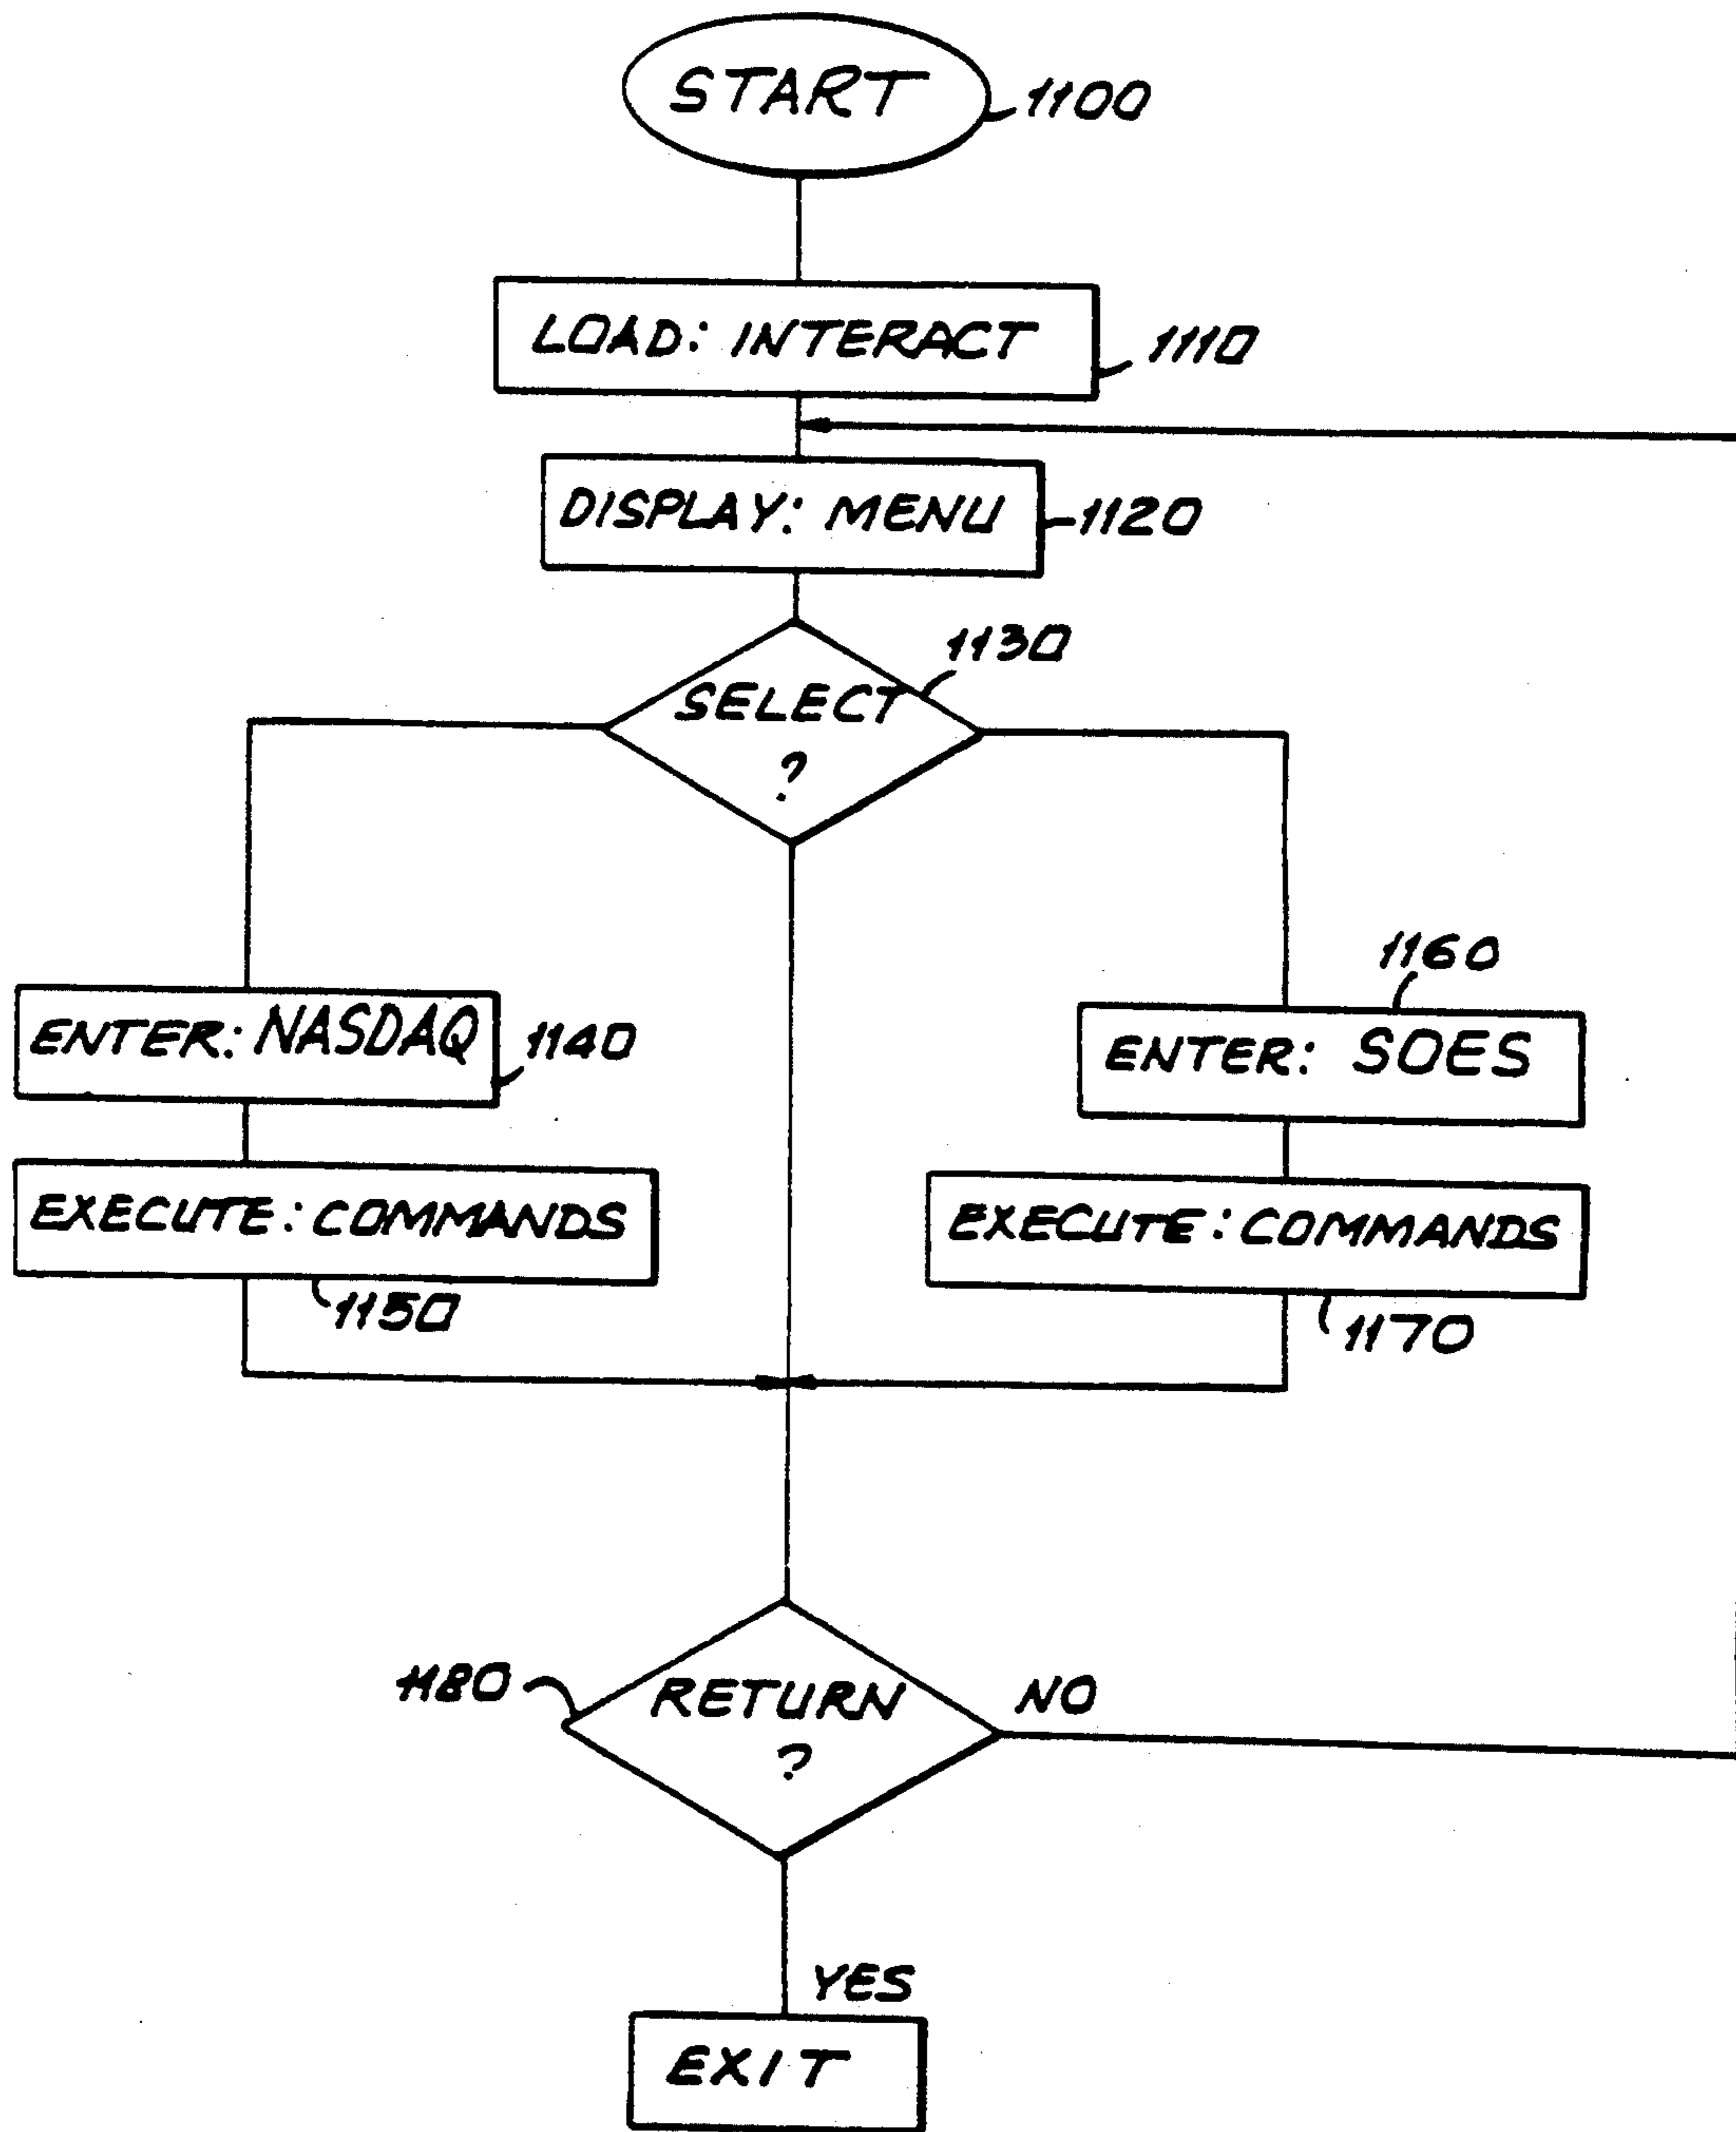 START
1100
LOAD: INTERACT
1110
DISPLAY: MENU
1120
1130
SELECT
?
1160
ENTER: NASDAQ
1140
ENTER: SOES
EXECUTE: COMMANDS
1150
EXECUTE: COMMANDS
1170
1180
RETURN
?
NO
YES
EXIT